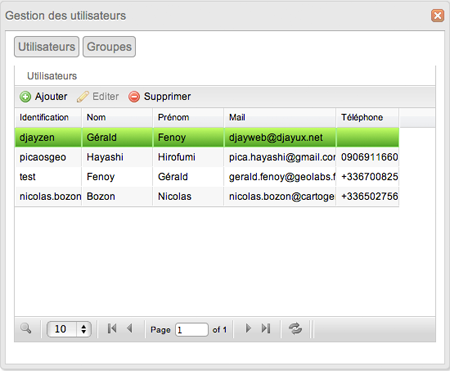 Gestion des utilisateurs
Utilisateurs Groupes
Utilisateurs
Ajouter Editer Supprimer
Identification Nom Prénom Mail Téléphone
djayzen Gérald Fenoy djayweb@djayux.net
picaosgeo Hayashi Hirofumi pica.hayashi@gmail.com 0906911660
test Fenoy Gérald gerald.fenoy@geolabs.f +336700825
nicolas.bozon Bozon Nicolas nicolas.bozon@cartoge +336502756
10 Page 1 of 1